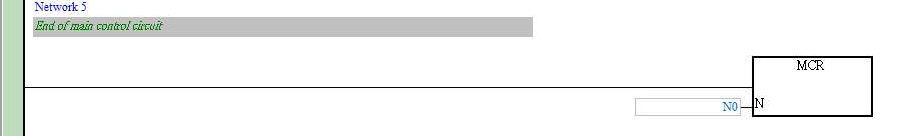 Network 5
End of main control circuit
MCR
N0
N